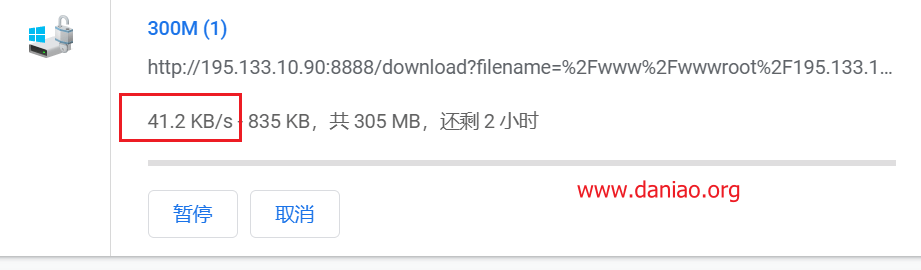 300M (1)
http://195.133.10.90:8888/download?filename=%2Fwww%2Fwwwroot%2F195.133.1...
41.2 KB/s - 835 KB，共 305 MB，还剩 2 小时
www.daniao.org
暂停 取消